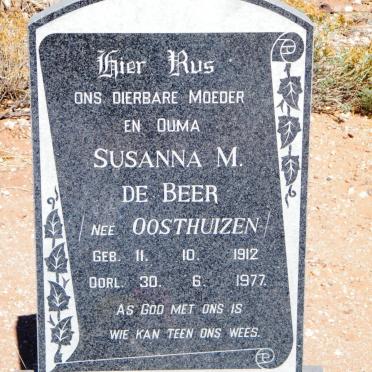 Hier Rus
ONS DIERBARE MOEDER
EN OUMA
SUSANNA M.
DE BEER
/ NEE OOSTHUIZEN /
GEB. 11. 10. 1912
OORL. 30. 6. 1977.
AS GOD MET ONS IS
WIE KAN TEEN ONS WEES.